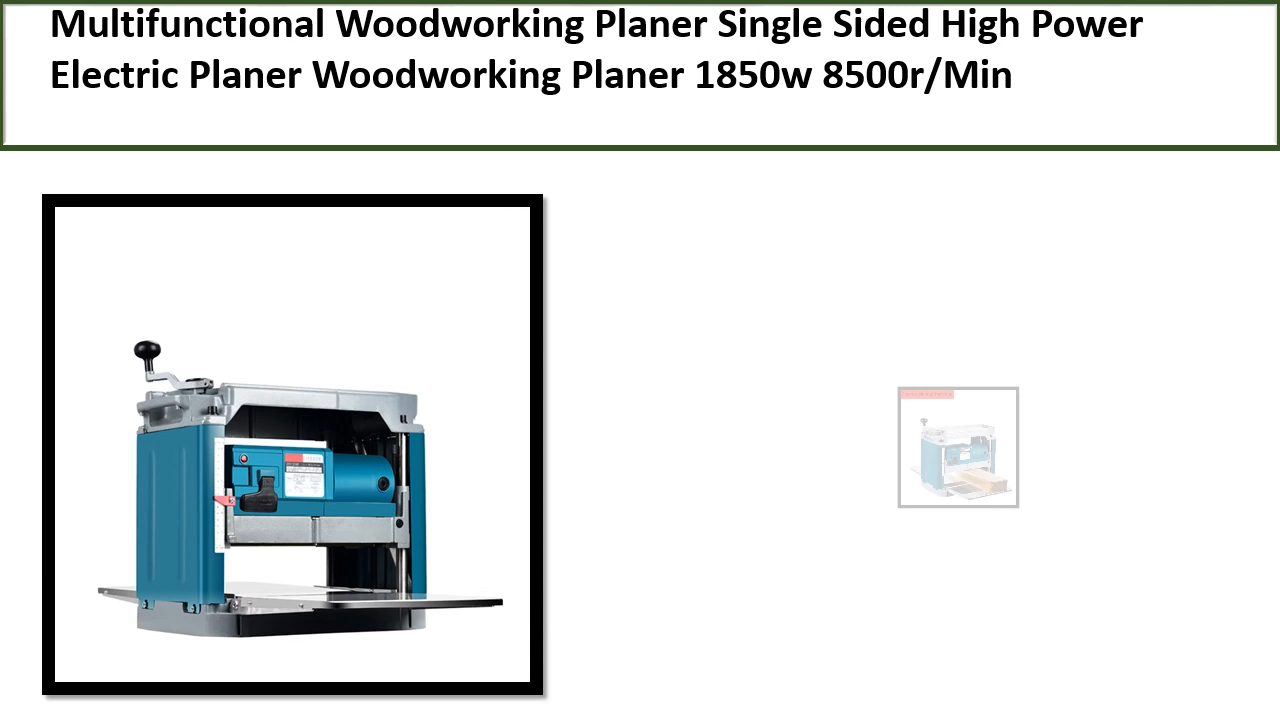 Multifunctional Woodworking Planer Single Sided High Power
Electric Planer Woodworking Planer 1850w 8500r/Min